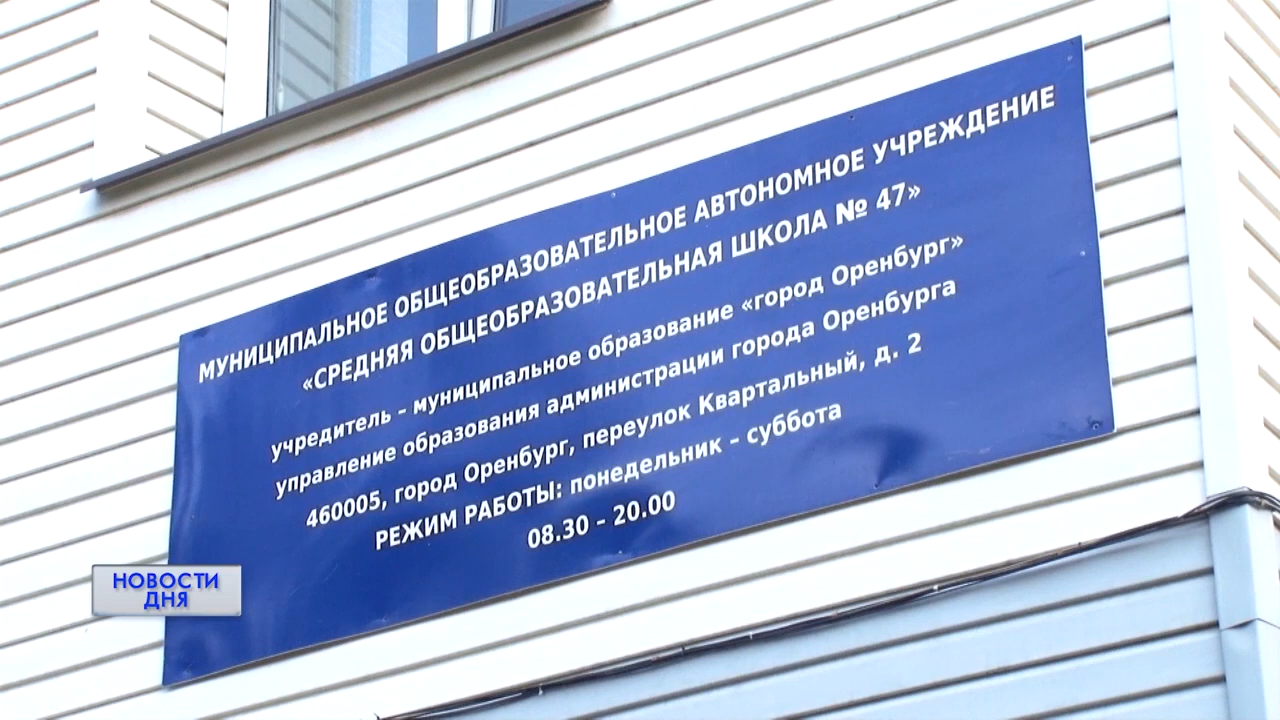 МУНИЦИПАЛЬНОЕ ОБЩЕОБРАЗОВАТЕЛЬНОЕ АВТОНОМНОЕ УЧРЕЖДЕНИЕ
«СРЕДНЯЯ ОБЩЕОБРАЗОВАТЕЛЬНАЯ ШКОЛА № 47»
учредитель – муниципальное образование «город Оренбург»
управление образования администрации города Оренбурга
460005, город Оренбург, переулок Квартальный, д. 2
РЕЖИМ РАБОТЫ: понедельник – суббота
08.30 – 20.00
НОВОСТИ
ДНЯ